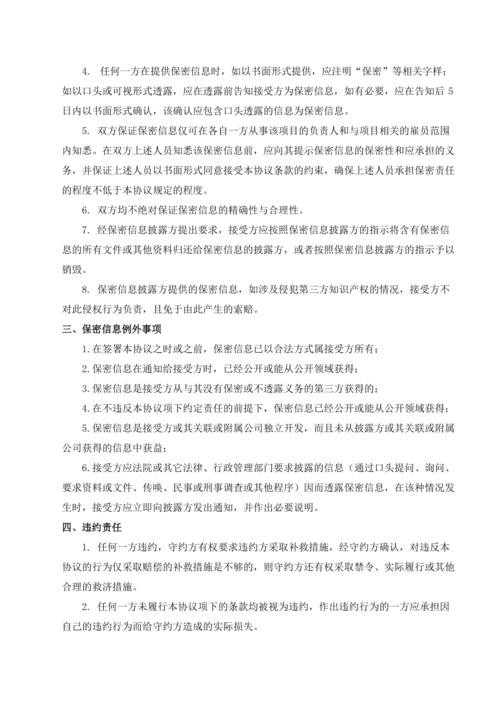 4. 任何一方在提供保密信息时，如以书面形式提供，应注明“保密”等相关字样；
如以口头或可视形式透露，应在透露前告知接受方为保密信息，如有必要，应在告知后 5
日内以书面形式确认，该确认应包含口头透露的信息为保密信息。
5. 双方保证保密信息仅可在各自一方从事该项目的负责人和与项目相关的雇员范围
内知悉。在双方上述人员知悉该保密信息前，应向其提示保密信息的保密性和应承担的义
务，并保证上述人员以书面形式同意接受本协议条款的约束，确保上述人员承担保密责任
的程度不低于本协议规定的程度。
6. 双方均不绝对保证保密信息的精确性与合理性。
7. 经保密信息披露方提出要求，接受方应按照保密信息披露方的指示将含有保密信
息的所有文件或其他资料归还给保密信息的披露方，或者按照保密信息披露方的指示予以
销毁。
8. 保密信息披露方提供的保密信息，如涉及侵犯第三方知识产权的情况，接受方不
对此侵权行为负责，且免于由此产生的索赔。
三、保密信息例外事项
1.在签署本协议之时或之前，保密信息已以合法方式属接受方所有；
2.保密信息在通知给接受方时，已经公开或能从公开领域获得；
3.保密信息是接受方从与其没有保密或不透露义务的第三方获得的；
4.在不违反本协议项下约定责任的前提下，保密信息已经公开或能从公开领域获得；
5.保密信息是接受方或其关联或附属公司独立开发，而且未从披露方或其关联或附属
公司获得的信息中获益；
6.接受方应法院或其它法律、行政管理部门要求披露的信息（通过口头提问、询问、
要求资料或文件、传唤、民事或刑事调查或其他程序）因而透露保密信息，在该种情况发
生时，接受方应立即向披露方发出通知，并作出必要说明。
四、违约责任
1. 任何一方违约，守约方有权要求违约方采取补救措施，经守约方确认，对违反本
协议的行为仅采取赔偿的补救措施是不够的，则守约方还有权采取禁令、实际履行或其他
合理的救济措施。
2. 任何一方未履行本协议项下的条款均被视为违约，作出违约行为的一方应承担因
自己的违约行为而给守约方造成的实际损失。